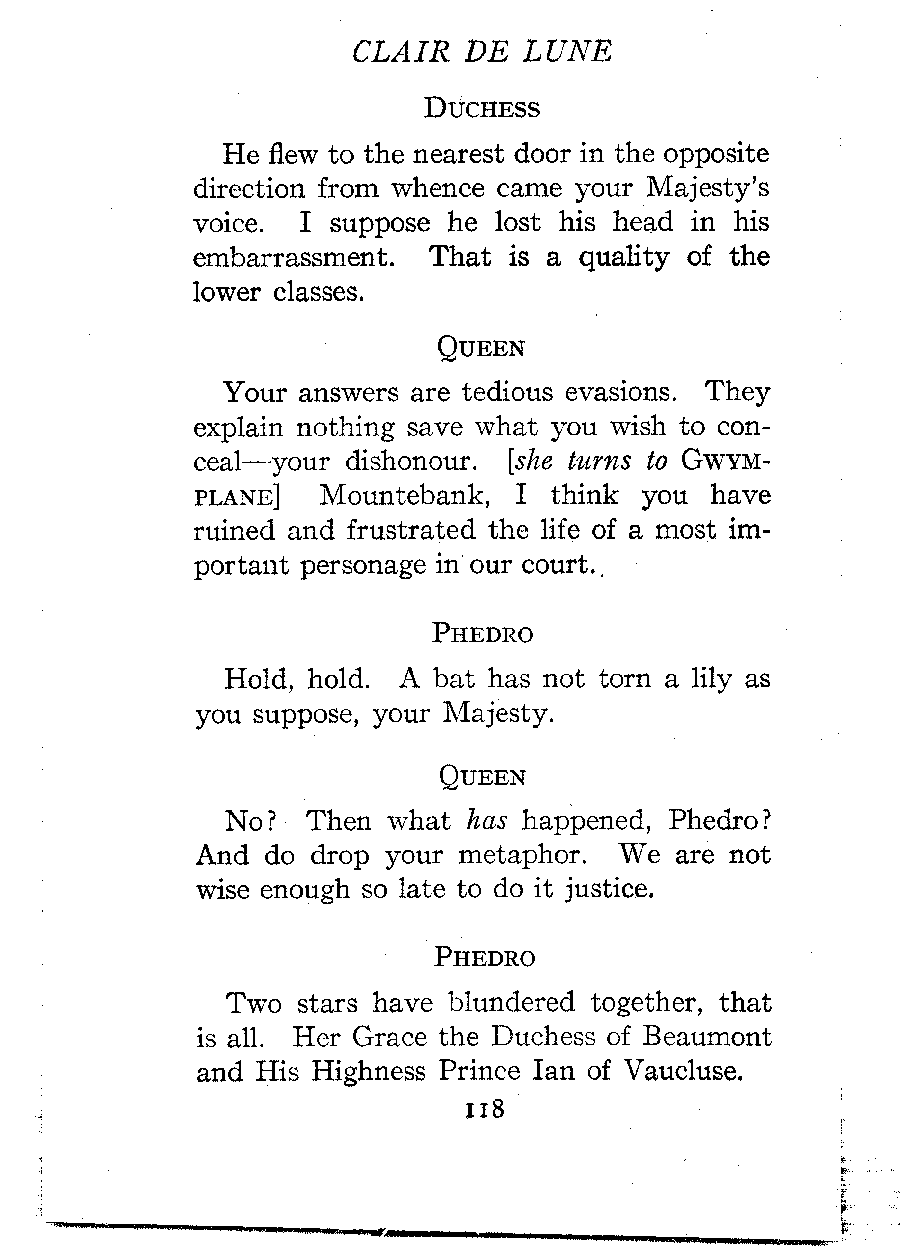 CLAIR DE LUNE
DUCHESS
He flew to the nearest door in the opposite
direction from whence came your Majesty's
voice. I suppose he lost his head in his
embarrassment. That is a quality of the
lower classes.
QUEEN
Your answers are tedious evasions. They
explain nothing save what you wish to con-
ceal—your dishonour. [she turns to GWYM-
PLANE] Mountebank, I think you have
ruined and frustrated the life of a most im-
portant personage in our court.
PHEDRO
Hold, hold. A bat has not torn a lily as
you suppose, your Majesty.
QUEEN
No? Then what has happened, Phedro?
And do drop your metaphor. We are not
wise enough so late to do it justice.
PHEDRO
Two stars have blundered together, that
is all. Her Grace the Duchess of Beaumont
and His Highness Prince Ian of Vaucluse.
118